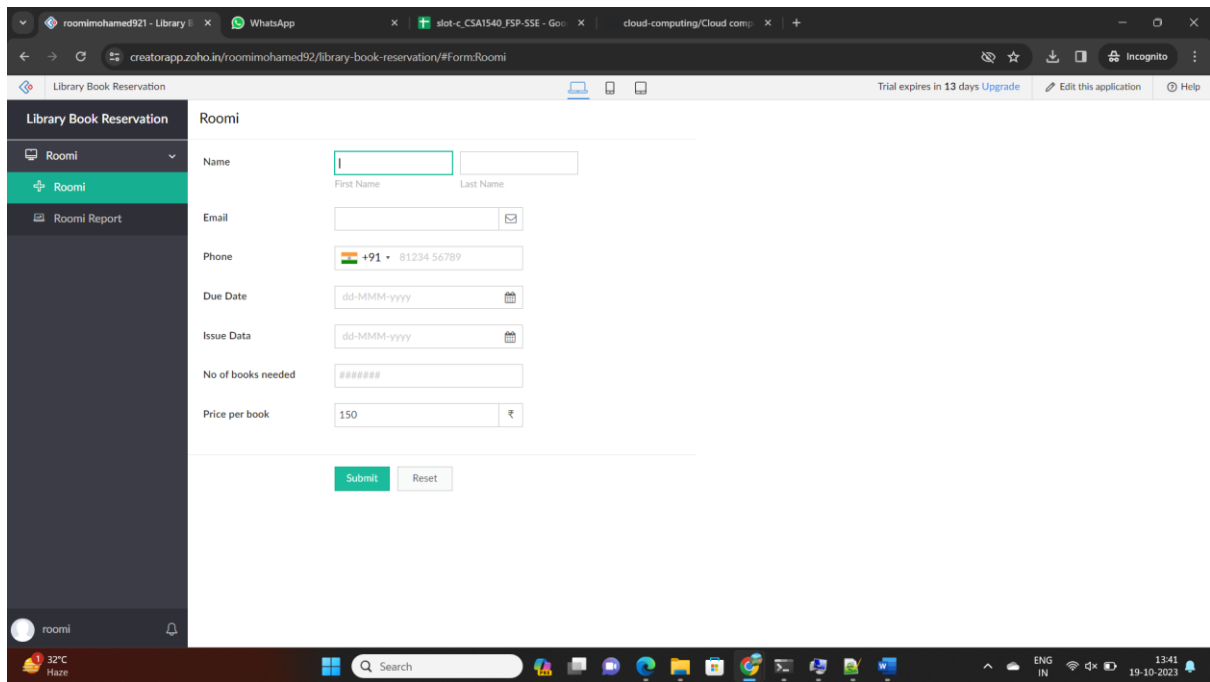 roomimohamed921 - Library B
WhatsApp
slot-c_CSA1540_FSP-SSE - Goo
cloud-computing/Cloud comp
creatorapp.zoho.in/roomimohamed92/library-book-reservation/#Form:Roomi
Incognito
Library Book Reservation
Trial expires in 13 days Upgrade
Edit this application
Help
Library Book Reservation
Roomi
Roomi
Roomi Report
Roomi
Name
First Name
Last Name
Email
Phone
+91
81234 56789
Due Date
dd-MMM-yyyy
Issue Data
dd-MMM-yyyy
No of books needed
#######
Price per book
150
₹
Submit
Reset
roomi
1
32°C
Haze
Search
PRE
ENG
IN
13:41
19-10-2023